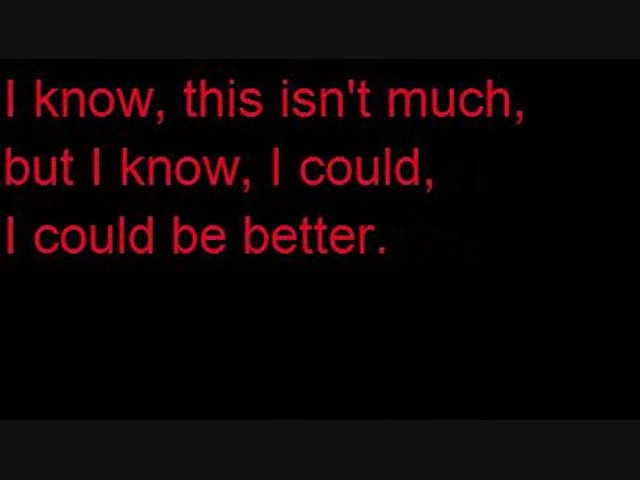 I know, this isn't much,
but I know, I could,
I could be better.